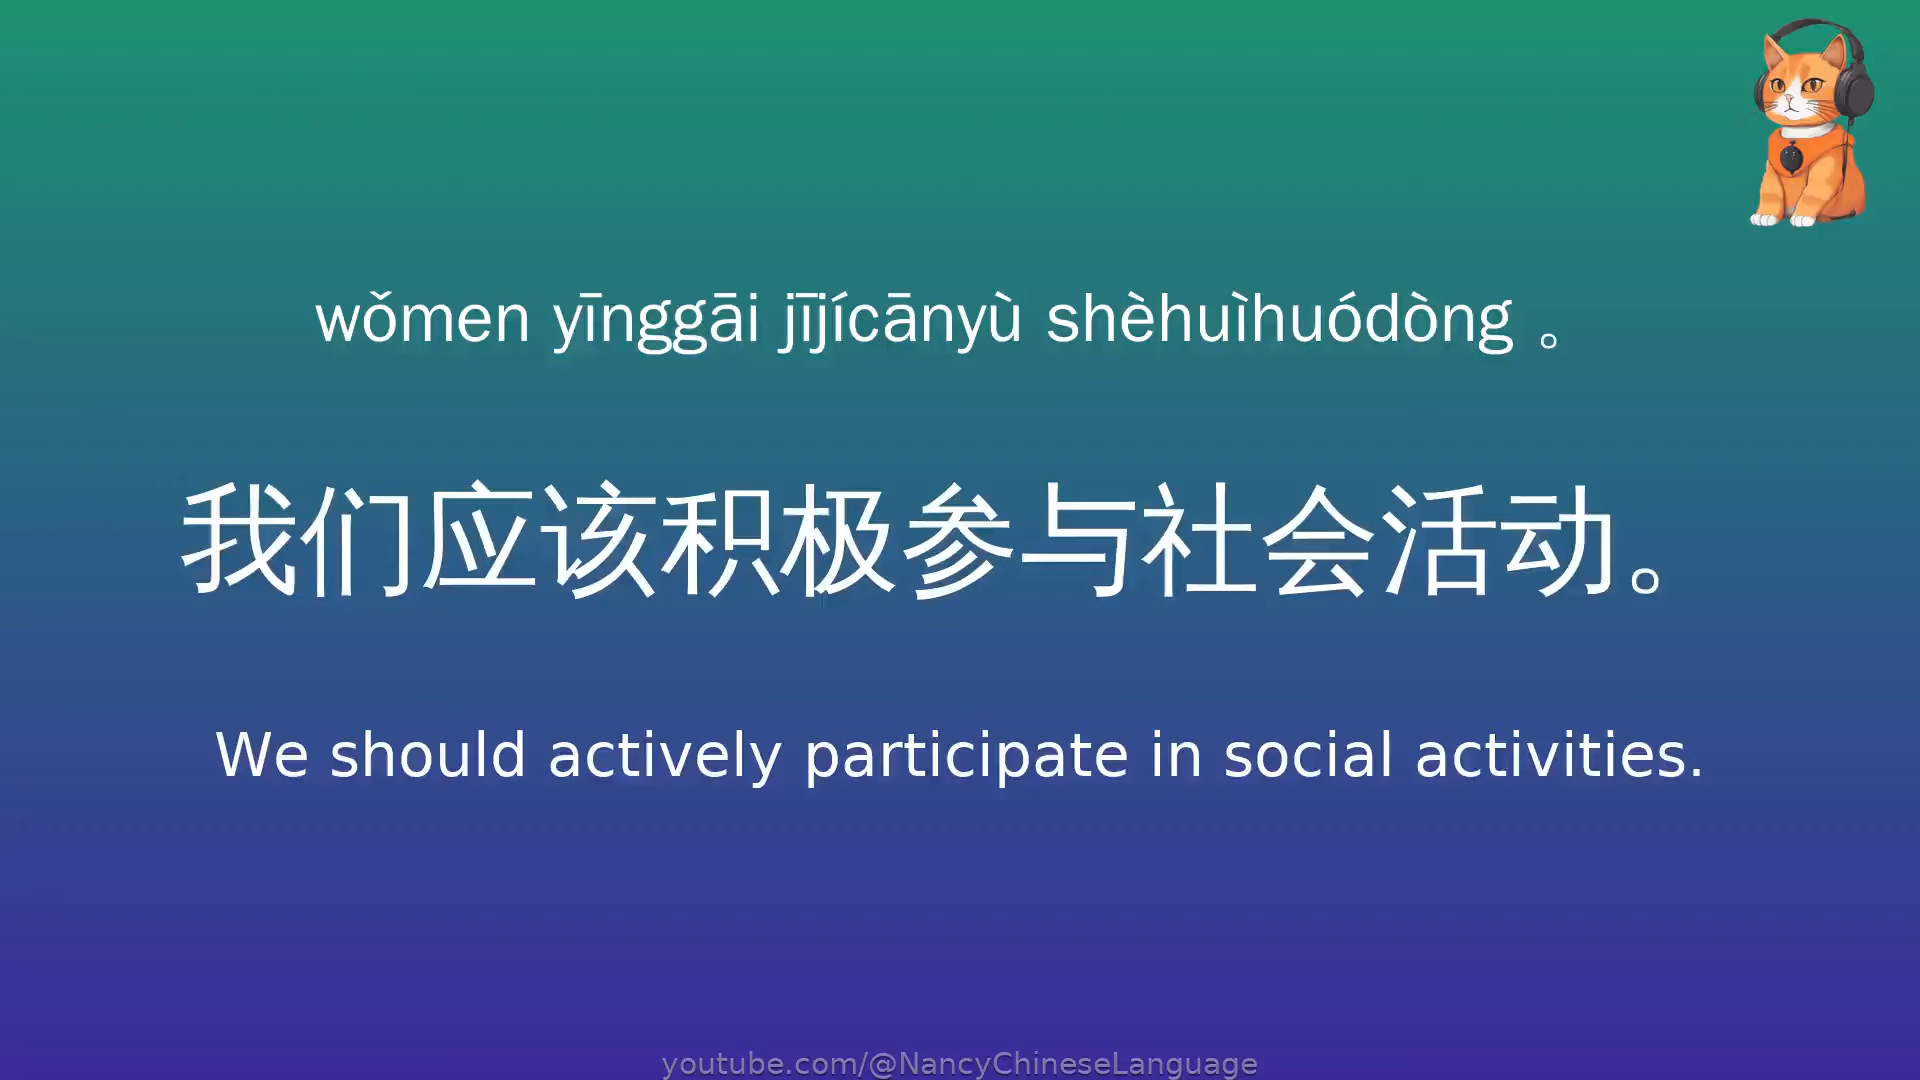 wǒmen yīnggāi jījícānyù shèhuìhuódòng 。
我们应该积极参与社会活动。
We should actively participate in social activities.
youtube.com/@NancyChineseLanguage